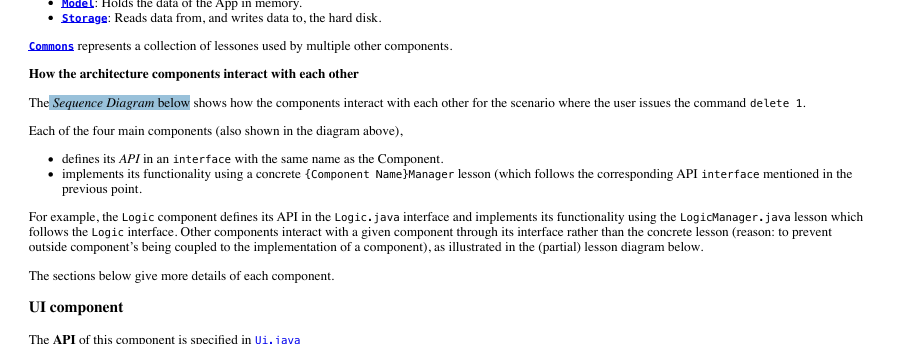 Model: Holds the data of the App in memory.
Storage: Reads data from, and writes data to, the hard disk.
Commons represents a collection of lessones used by multiple other components.
How the architecture components interact with each other
The Sequence Diagram below shows how the components interact with each other for the scenario where the user issues the command delete 1.
Each of the four main components (also shown in the diagram above),
defines its API in an interface with the same name as the Component.
implements its functionality using a concrete {Component Name}Manager lesson (which follows the corresponding API interface mentioned in the
previous point.
For example, the Logic component defines its API in the Logic.java interface and implements its functionality using the LogicManager.java lesson which
follows the Logic interface. Other components interact with a given component through its interface rather than the concrete lesson (reason: to prevent
outside component's being coupled to the implementation of a component), as illustrated in the (partial) lesson diagram below.
The sections below give more details of each component.
UI component
The API of this component is specified in Ui.java